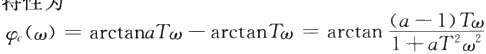 特性为
φc(ω) = arctanaTω − arctanTω = arctan (a − 1)Tω / 1 + aT²ω²